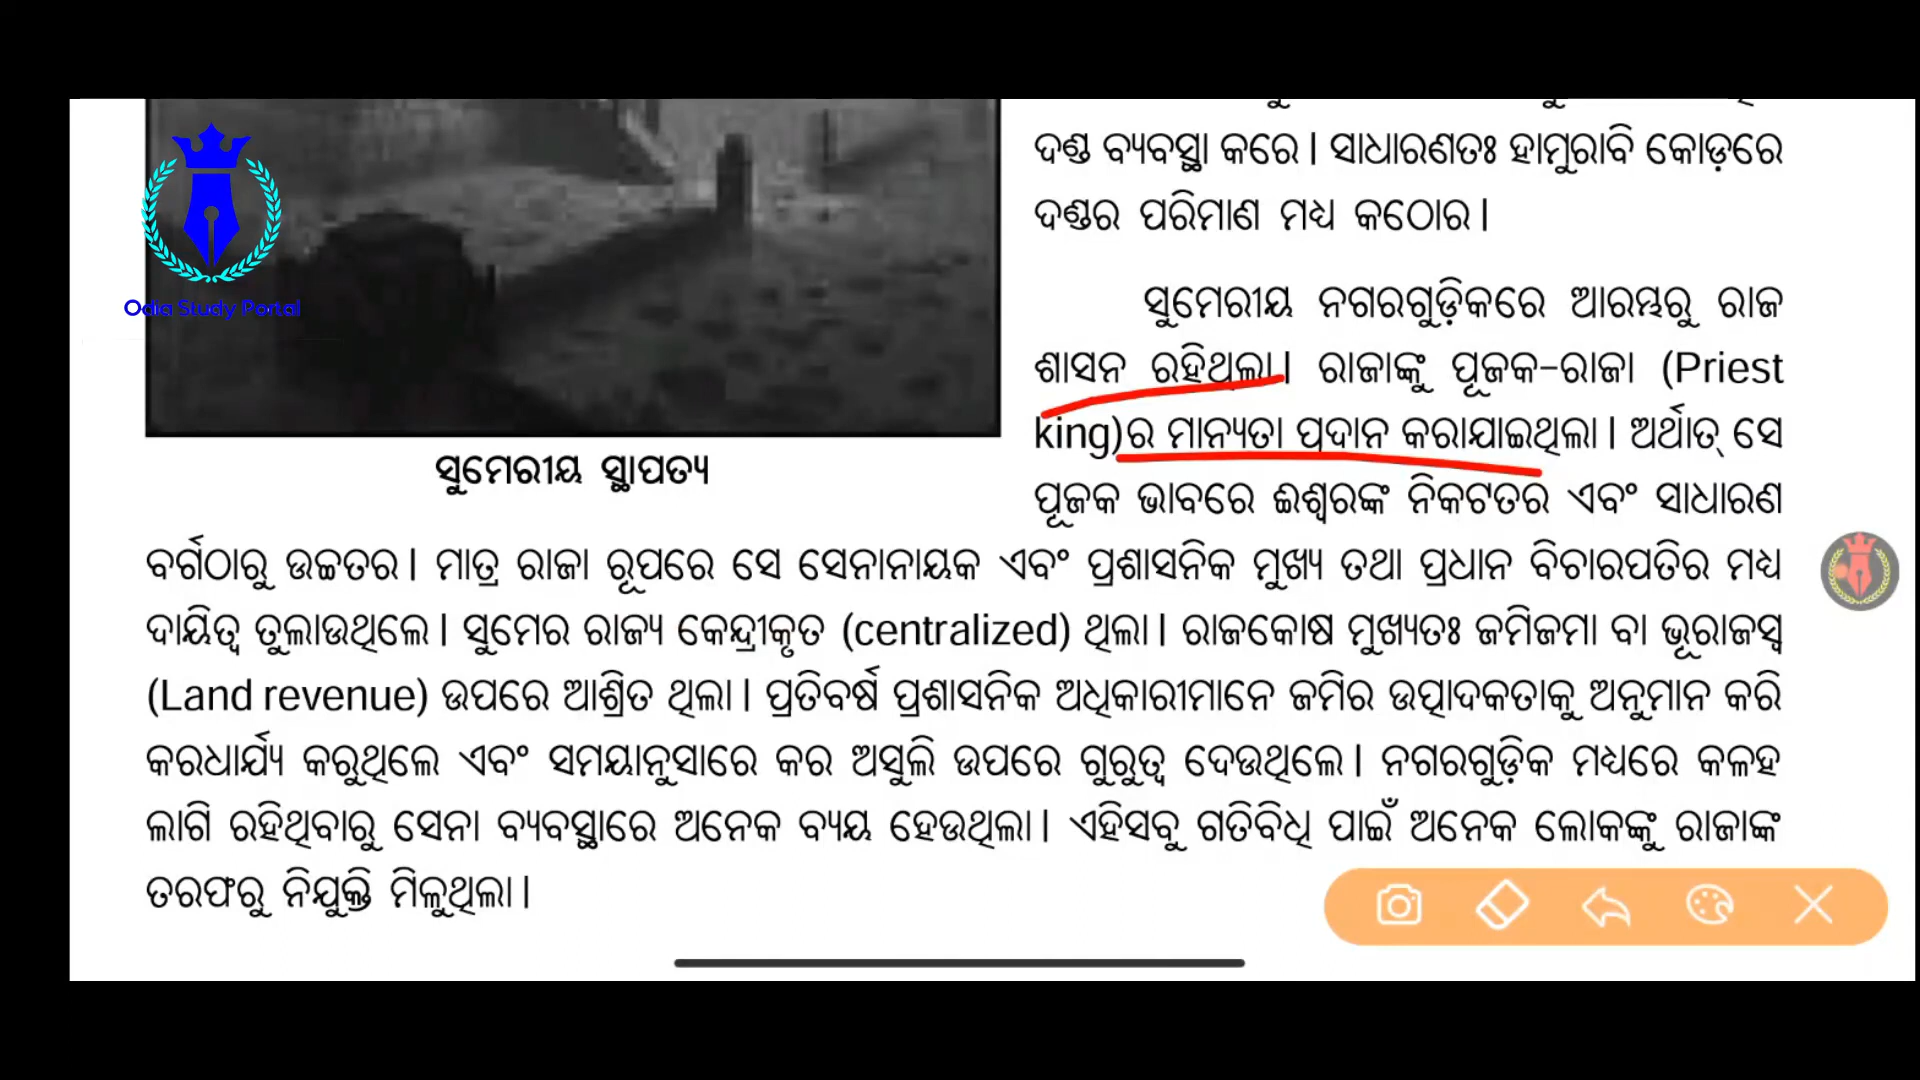 ଦଣ୍ଡ ବ୍ୟବସ୍ଥା କରେ। ସାଧାରଣତଃ ହାମୁରାବି କୋଡ଼ରେ
ଦଣ୍ଡର ପରିମାଣ ମଧ୍ୟ କଠୋର।
ସୁମେରୀୟ ନଗରଗୁଡ଼ିକରେ ଆରମ୍ଭରୁ ରାଜ
ଶାସନ ରହିଥିଲା। ରାଜାଙ୍କୁ ପୂଜକ–ରାଜା (Priest
king)ର ମାନ୍ୟତା ପ୍ରଦାନ କରାଯାଇଥିଲା। ଅର୍ଥାତ୍ ସେ
ପୂଜକ ଭାବରେ ଈଶ୍ୱରଙ୍କ ନିକଟତର ଏବଂ ସାଧାରଣ
ବର୍ଗଠାରୁ ଉଚ୍ଚତର। ମାତ୍ର ରାଜା ରୂପରେ ସେ ସେନାନାୟକ ଏବଂ ପ୍ରଶାସନିକ ମୁଖ୍ୟ ତଥା ପ୍ରଧାନ ବିଚାରପତିର ମଧ୍ୟ
ଦାୟିତ୍ୱ ତୁଲାଉଥିଲେ। ସୁମେର ରାଜ୍ୟ କେନ୍ଦ୍ରୀକୃତ (centralized) ଥିଲା। ରାଜକୋଷ ମୁଖ୍ୟତଃ ଜମିଜମା ବା ଭୂରାଜସ୍ୱ
(Land revenue) ଉପରେ ଆଶ୍ରିତ ଥିଲା। ପ୍ରତିବର୍ଷ ପ୍ରଶାସନିକ ଅଧିକାରୀମାନେ ଜମିର ଉତ୍ପାଦକତାକୁ ଅନୁମାନ କରି
କରଧାର୍ଯ୍ୟ କରୁଥିଲେ ଏବଂ ସମୟାନୁସାରେ କର ଅସୁଲି ଉପରେ ଗୁରୁତ୍ୱ ଦେଉଥିଲେ। ନଗରଗୁଡ଼ିକ ମଧ୍ୟରେ କଳହ
ଲାଗି ରହିଥିବାରୁ ସେନା ବ୍ୟବସ୍ଥାରେ ଅନେକ ବ୍ୟୟ ହେଉଥିଲା। ଏହିସବୁ ଗତିବିଧି ପାଇଁ ଅନେକ ଲୋକଙ୍କୁ ରାଜାଙ୍କ
ତରଫରୁ ନିଯୁକ୍ତି ମିଳୁଥିଲା।
ସୁମେରୀୟ ସ୍ଥାପତ୍ୟ
Odia Study Portal